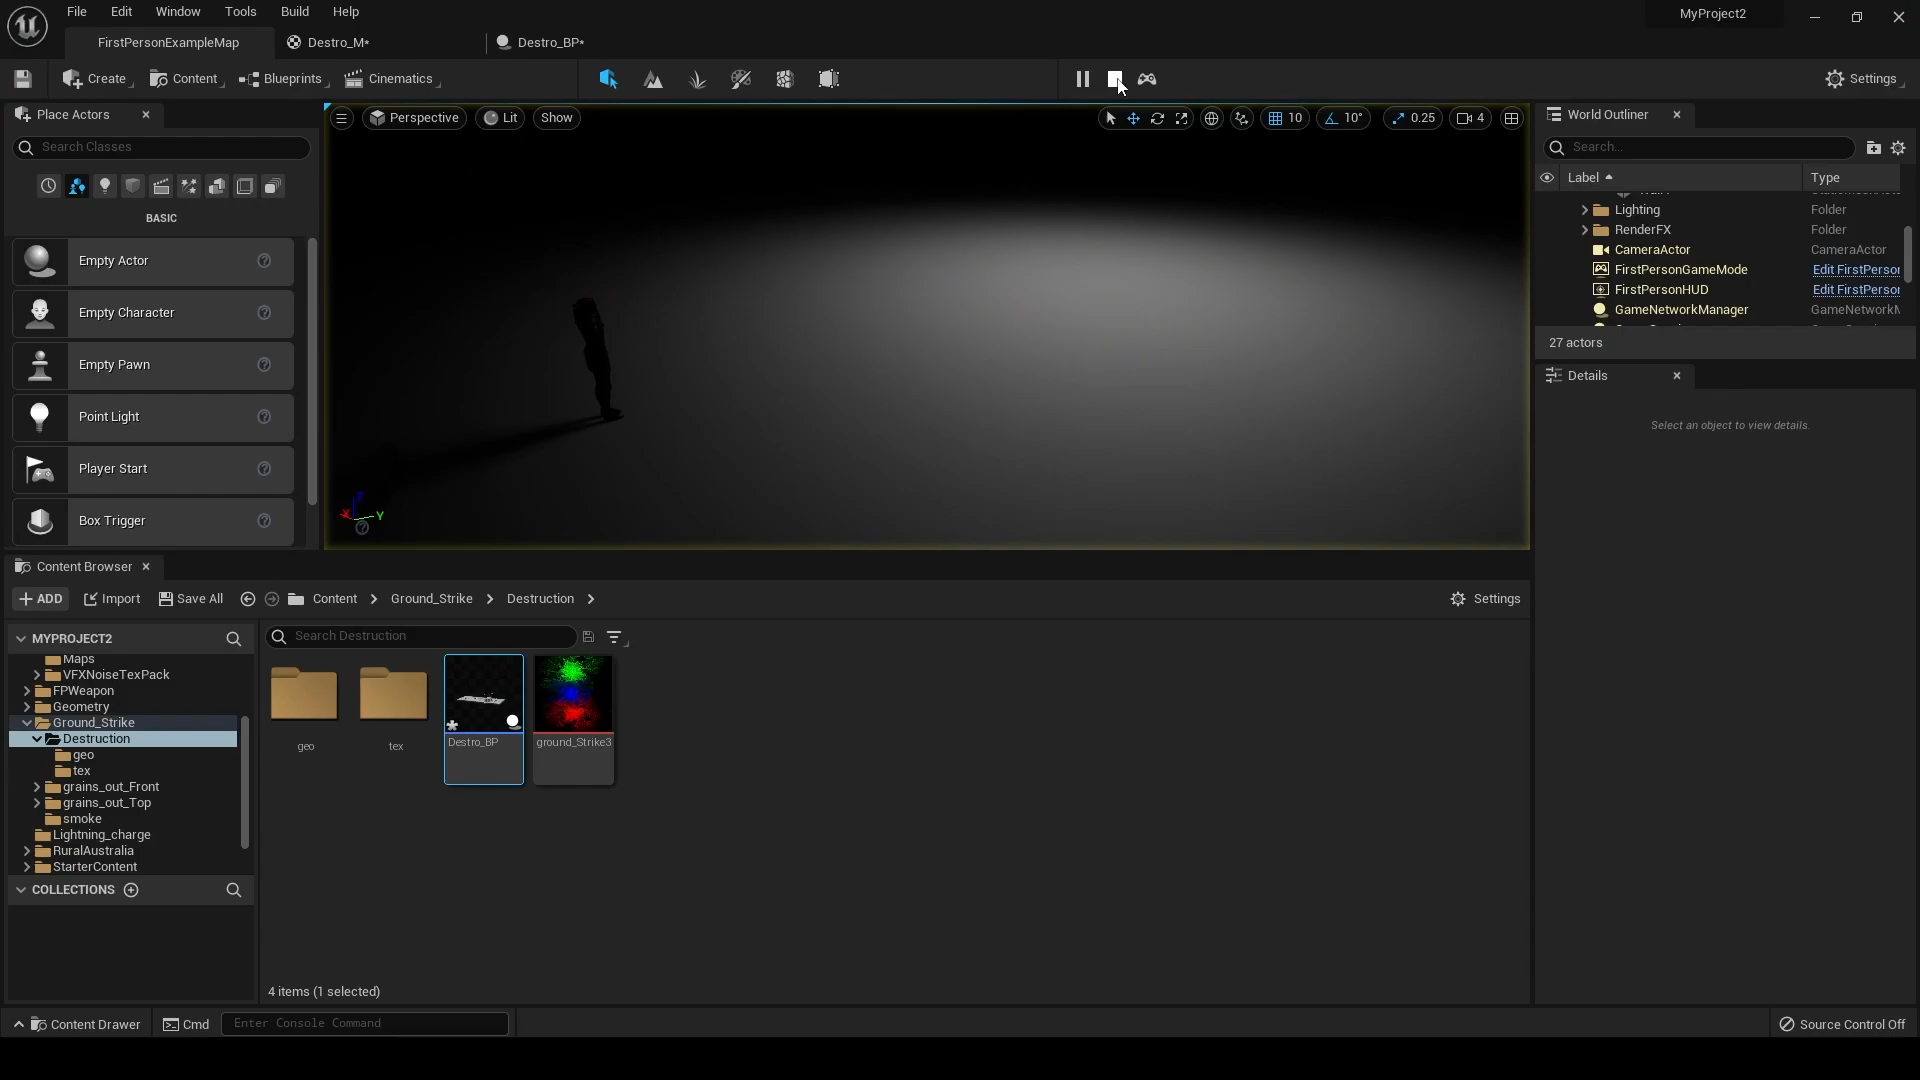 File Edit Window Tools Build Help
MyProject2
FirstPersonExampleMap
Destro_M*
Destro_BP*
Create
Content
Blueprints
Cinematics
Settings
Place Actors
Search Classes
BASIC
Empty Actor
Empty Character
Empty Pawn
Point Light
Player Start
Box Trigger
Perspective
Lit
Show
10
10°
0.25
4
X
Y
Z
World Outliner
Search...
Label
Type
Lighting Folder
RenderFX Folder
CameraActor CameraActor
FirstPersonGameMode Edit FirstPerson
FirstPersonHUD Edit FirstPerson
GameNetworkManager GameNetworkM
27 actors
Details
Select an object to view details.
Content Browser
ADD
Import
Save All
Content
Ground_Strike
Destruction
Settings
MYPROJECT2
Maps
VFXNoiseTexPack
FPWeapon
Geometry
Ground_Strike
Destruction
geo
tex
grains_out_Front
grains_out_Top
smoke
Lightning_charge
RuralAustralia
StarterContent
COLLECTIONS
Search Destruction
geo
tex
Destro_BP
ground_Strike3
4 items (1 selected)
Content Drawer
Cmd
Enter Console Command
Source Control Off